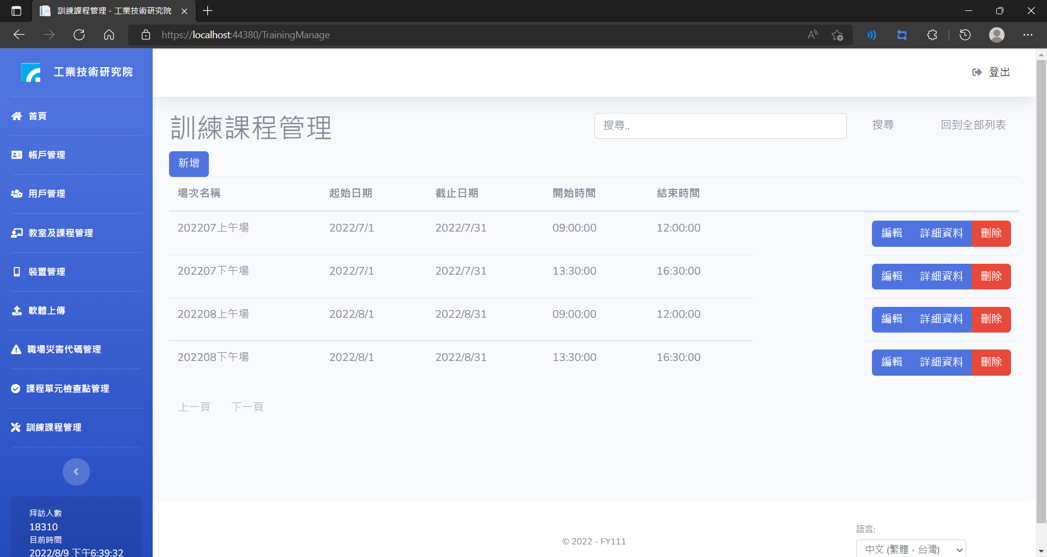 訓練課程管理 - 工業技術研究院
https://localhost:44380/TrainingManage
工業技術研究院
登出
首頁
帳戶管理
用戶管理
教室及課程管理
裝置管理
軟體上傳
職場災害代碼管理
課程單元檢查點管理
訓練課程管理
拜訪人數
18310
目前時間
2022/8/9 下午6:39:32
訓練課程管理
搜尋..
搜尋
回到全部列表
新增
場次名稱 起始日期 截止日期 開始時間 結束時間
202207上午場 2022/7/1 2022/7/31 09:00:00 12:00:00 編輯 詳細資料 刪除
202207下午場 2022/7/1 2022/7/31 13:30:00 16:30:00 編輯 詳細資料 刪除
202208上午場 2022/8/1 2022/8/31 09:00:00 12:00:00 編輯 詳細資料 刪除
202208下午場 2022/8/1 2022/8/31 13:30:00 16:30:00 編輯 詳細資料 刪除
上一頁 下一頁
© 2022 - FY111
語言:
中文 (繁體，台灣)